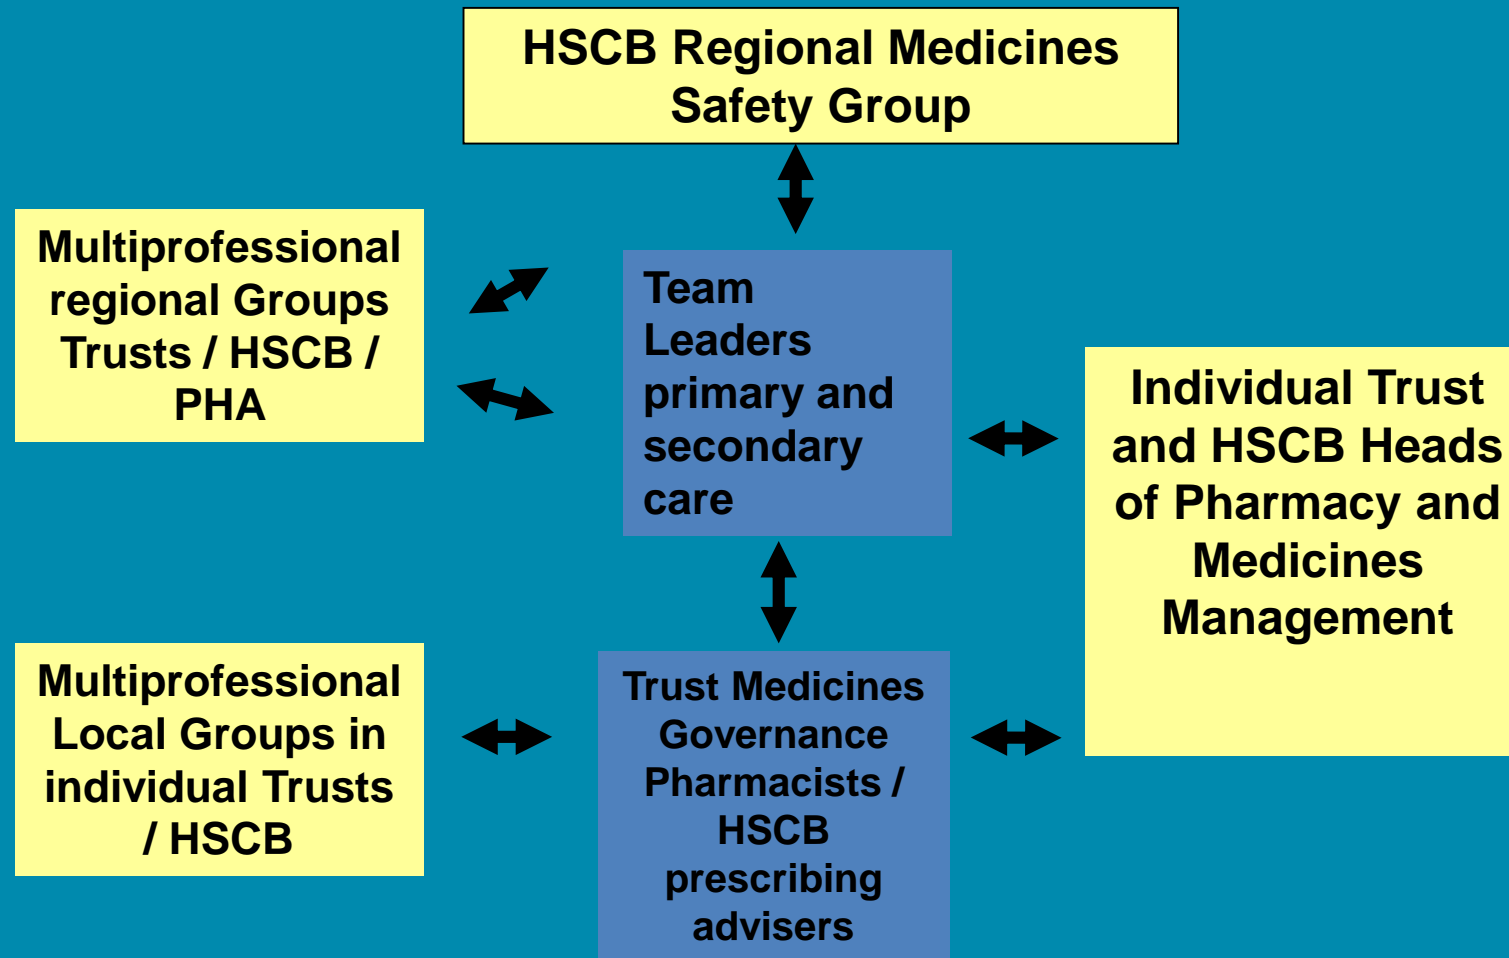 HSCB Regional Medicines
Safety Group
Multiprofessional
regional Groups
Trusts / HSCB /
PHA
Team
Leaders
primary and
secondary
care
Individual Trust
and HSCB Heads
of Pharmacy and
Medicines
Management
Multiprofessional
Local Groups in
individual Trusts
/ HSCB
Trust Medicines
Governance
Pharmacists /
HSCB
prescribing
advisers